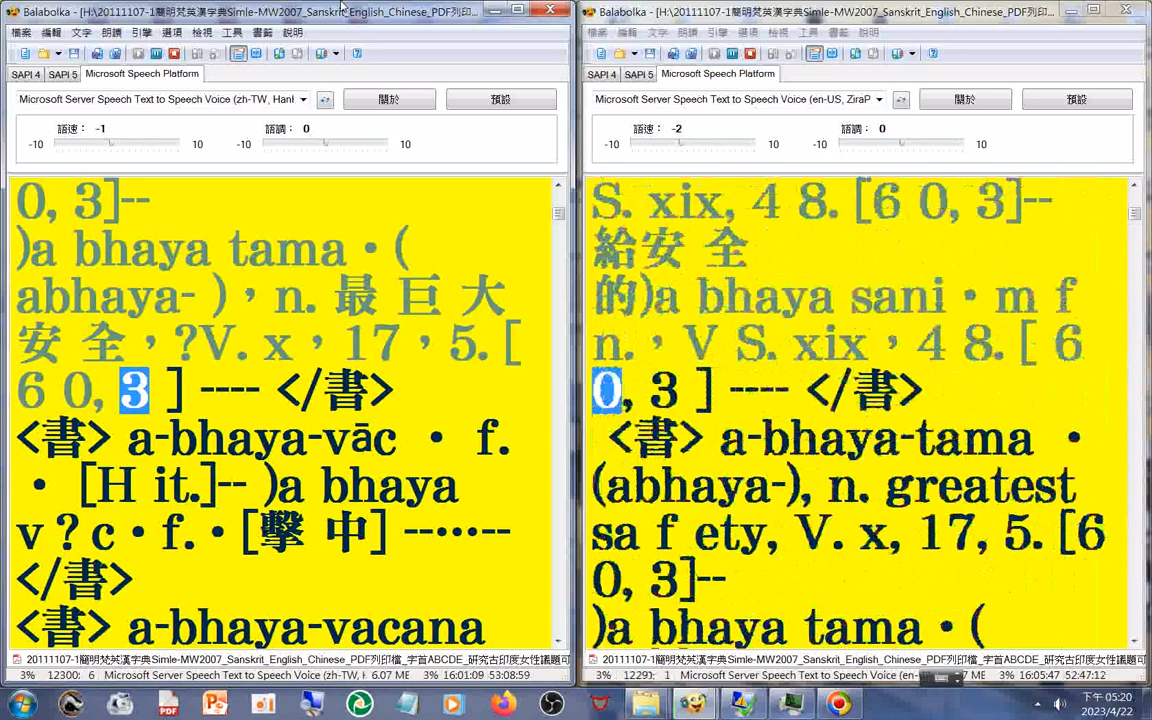 Balabolka - [H:\20111107-1簡明梵英漢字典Simle-MW2007_Sanskrit_English_Chinese_PDF列印...
檔案 編輯 文字 朗讀 引擎 選項 檢視 工具 書籤 說明
SAPI 4 SAPI 5 Microsoft Speech Platform
Microsoft Server Speech Text to Speech Voice (zh-TW, HanI
關於
預設
語速： -1
語調： 0
-10 10 -10 10
0, 3]--
)a bhaya tama•(
abhaya- )，n. 最 巨 大
安 全，?V. x，17，5. [
6 0, 3 ] ---- </書>
<書> a-bhaya-vāc • f.
• [H it.]-- )a bhaya
v？c•f.•[擊 中] --…--
</書>
<書> a-bhaya-vacana
20111107-1簡明梵英漢字典Simle-MW2007_Sanskrit_English_Chinese_PDF列印檔_字首ABCDE_研究古印度女性議題可
3% 12300: 6 6.07 MB 3% 16:01:09 53:08:59 Microsoft Server Speech Text to Speech Voice (zh-TW, H
Balabolka - [H:\20111107-1簡明梵英漢字典Simle-MW2007_Sanskrit_English_Chinese_PDF列印...
檔案 編輯 文字 朗讀 引擎 選項 檢視 工具 書籤 說明
SAPI 4 SAPI 5 Microsoft Speech Platform
Microsoft Server Speech Text to Speech Voice (en-US, ZiraP
關於
預設
語速： -2
語調： 0
-10 10 -10 10
S. xix, 4 8. [6 0, 3]--
給安 全
的)a bhaya sani•m f
n.，V S. xix，4 8. [ 6
0, 3 ] ---- </書>
<書> a-bhaya-tama •
(abhaya-), n. greatest
sa f ety, V. x, 17, 5. [6
0, 3]--
)a bhaya tama•(
20111107-1簡明梵英漢字典Simle-MW2007_Sanskrit_English_Chinese_PDF列印檔_字首ABCDE_研究古印度女性議題可
3% 12291: 1 Microsoft Server Speech Text to Speech Voice 3% 16:05:47 52:47:12
下午 05:20
2023/4/22